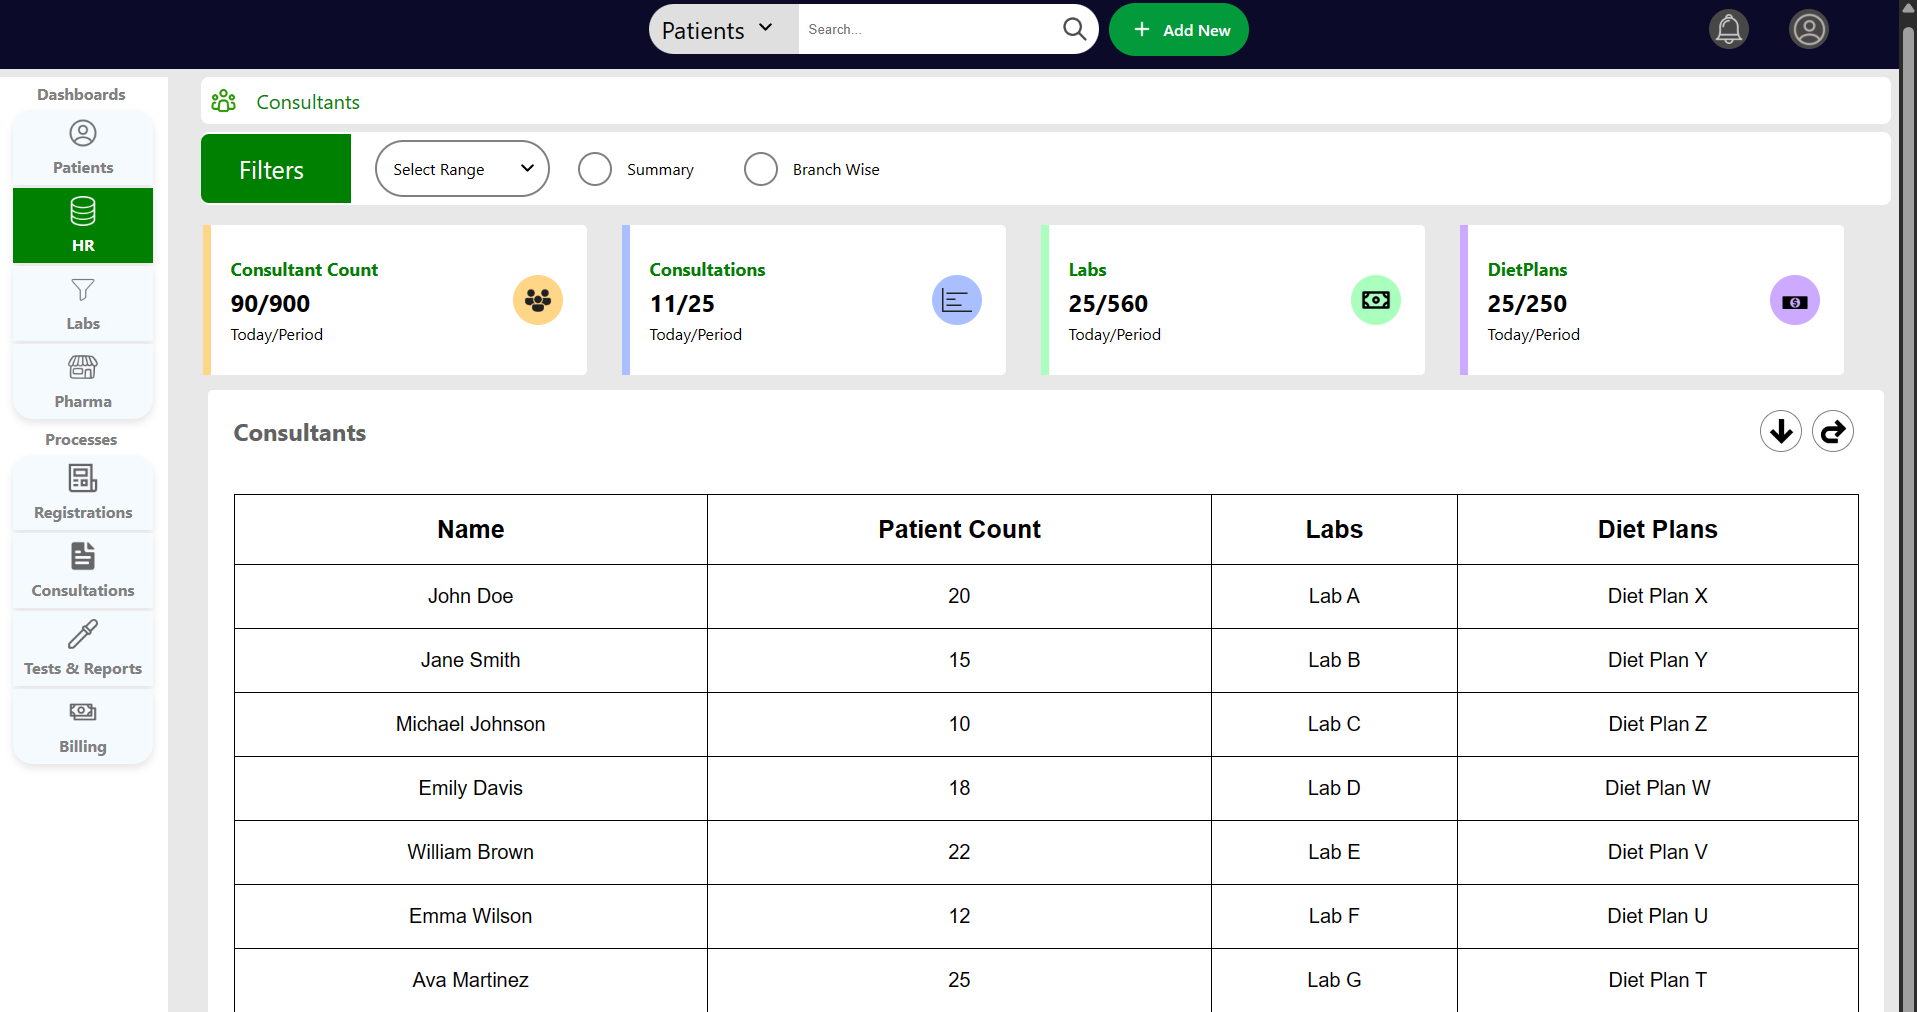 Patients
Search...
Add New
Dashboards
Patients
HR
Labs
Pharma
Processes
Registrations
Consultations
Tests & Reports
Billing
Consultants
Filters
Select Range
Summary
Branch Wise
Consultant Count
90/900
Today/Period
Consultations
11/25
Today/Period
Labs
25/560
Today/Period
DietPlans
25/250
Today/Period
Consultants
Name Patient Count Labs Diet Plans
John Doe 20 Lab A Diet Plan X
Jane Smith 15 Lab B Diet Plan Y
Michael Johnson 10 Lab C Diet Plan Z
Emily Davis 18 Lab D Diet Plan W
William Brown 22 Lab E Diet Plan V
Emma Wilson 12 Lab F Diet Plan U
Ava Martinez 25 Lab G Diet Plan T